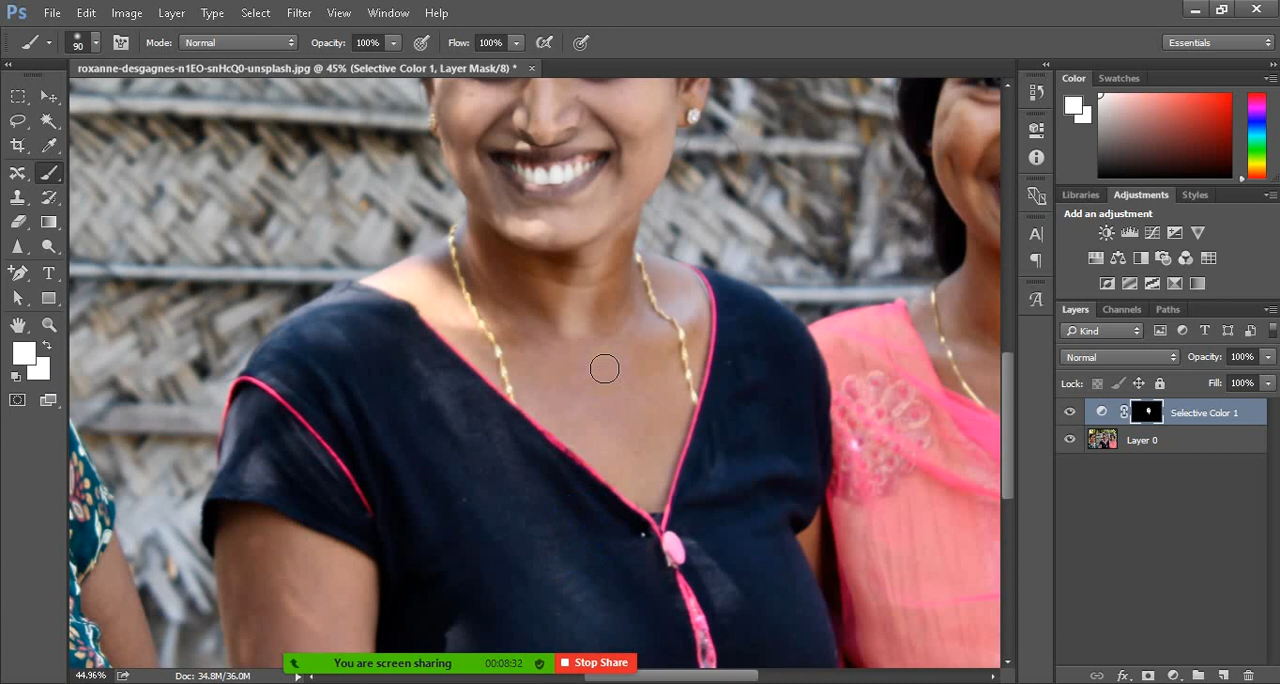 Ps File Edit Image Layer Type Select Filter View Window Help
90 Mode: Normal Opacity: 100% Flow: 100% Essentials
roxanne-desgagnes-n1EO-snHcQ0-unsplash.jpg @ 45% (Selective Color 1, Layer Mask/8) * ×
Color Swatches
Libraries Adjustments Styles
Add an adjustment
Layers Channels Paths
Kind
Normal Opacity: 100%
Lock: Fill: 100%
Selective Color 1
Layer 0
You are screen sharing 00:08:32 Stop Share
44.96% Doc: 34.8M/36.0M